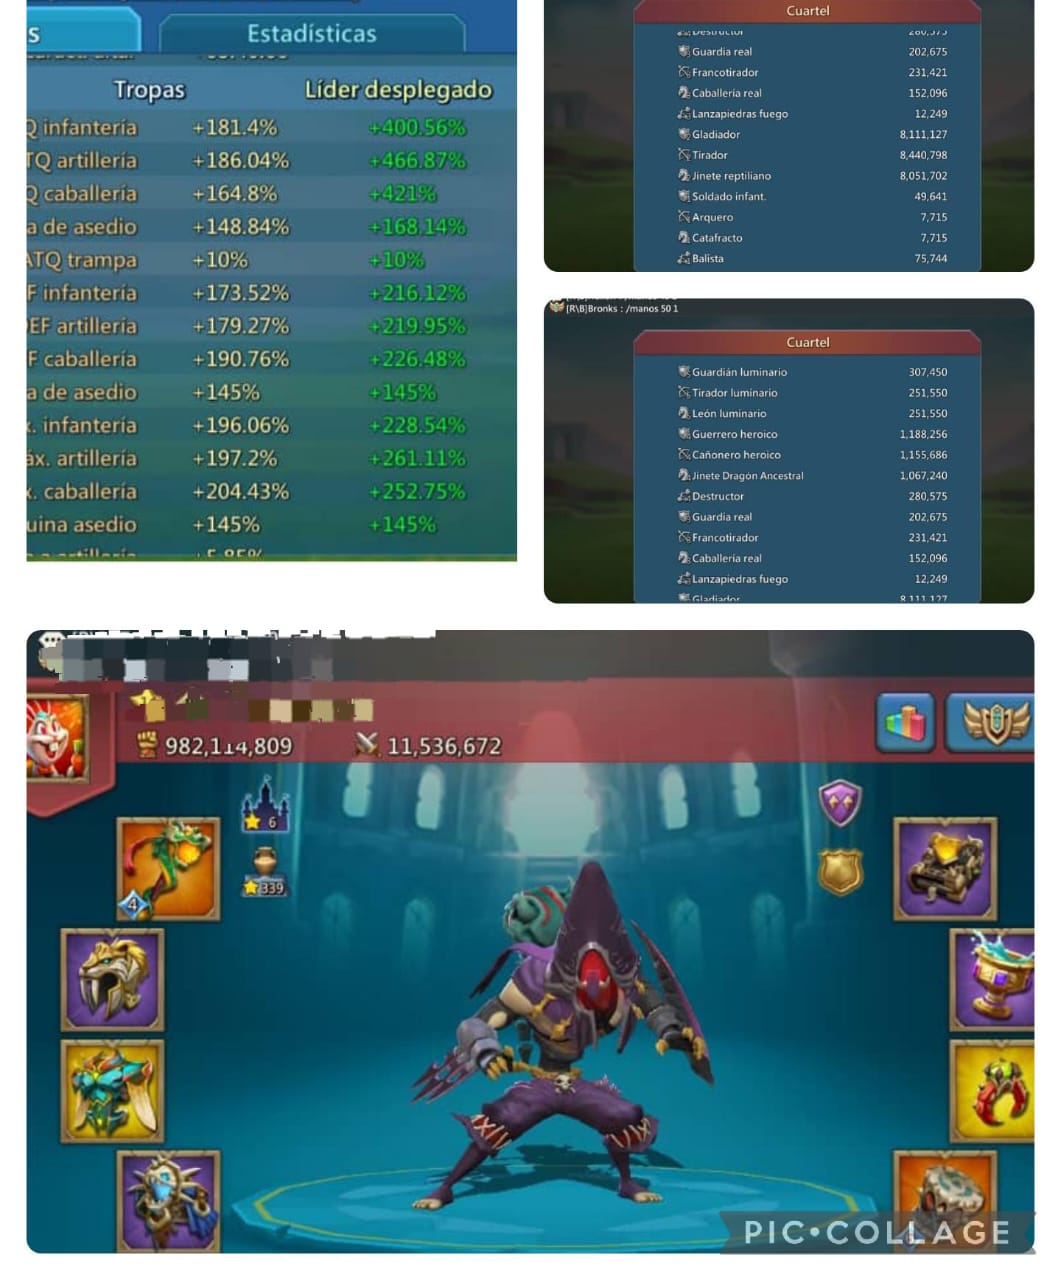 s Estadísticas
Tropas Líder desplegado
Q infantería +181.4% +400.56%
TQ artillería +186.04% +466.87%
Q caballería +164.8% +421%
a de asedio +148.84% +168.14%
ATQ trampa +10% +10%
F infantería +173.52% +216.12%
DEF artillería +179.27% +219.95%
F caballería +190.76% +226.48%
a de asedio +145% +145%
x. infantería +196.06% +228.54%
áx. artillería +197.2% +261.11%
x. caballería +204.43% +252.75%
uina asedio +145% +145%
Cuartel
Destructor 280,575
Guardia real 202,675
Francotirador 231,421
Caballería real 152,096
Lanzapiedras fuego 12,249
Gladiador 8,111,127
Tirador 8,440,798
Jinete reptiliano 8,051,702
Soldado infant. 49,641
Arquero 7,715
Catafracto 7,715
Balista 75,744
[R\B]Bronks : /manos 50 1
Cuartel
Guardián luminario 307,450
Tirador luminario 251,550
León luminario 251,550
Guerrero heroico 1,188,256
Cañonero heroico 1,155,686
Jinete Dragón Ancestral 1,067,240
Destructor 280,575
Guardia real 202,675
Francotirador 231,421
Caballería real 152,096
Lanzapiedras fuego 12,249
Gladiador 8,111,127
982,114,809 11,536,672
6
339
4
PIC•COLLAGE